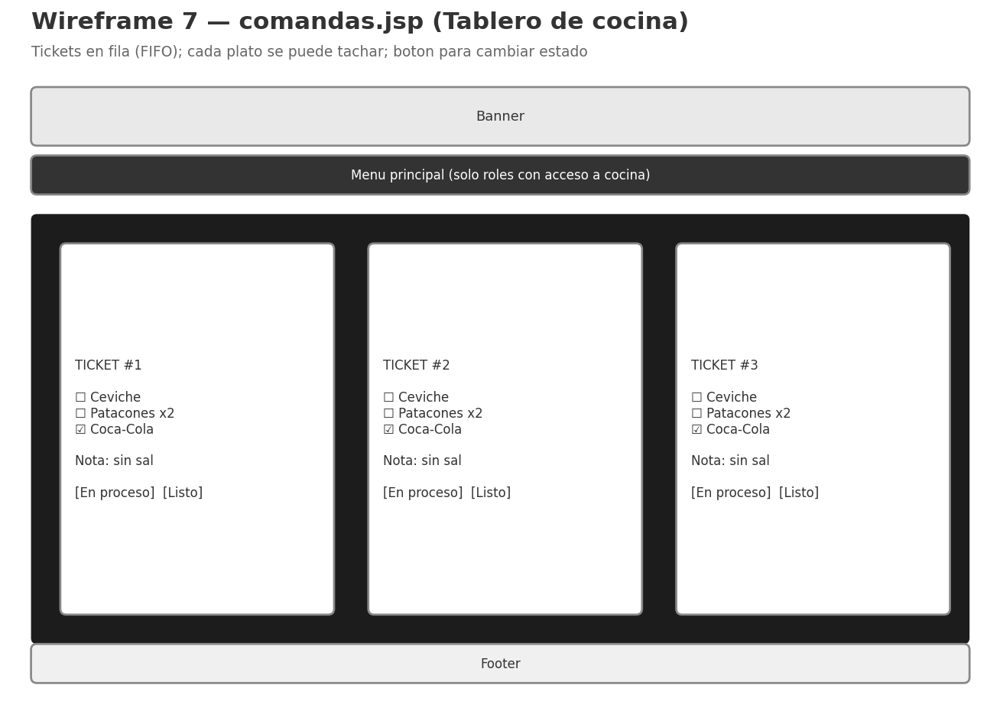 Wireframe 7 — comandas.jsp (Tablero de cocina)
Tickets en fila (FIFO); cada plato se puede tachar; boton para cambiar estado
Banner
Menu principal (solo roles con acceso a cocina)
TICKET #1
☐ Ceviche
☐ Patacones x2
☑ Coca-Cola
Nota: sin sal
[En proceso]  [Listo]
TICKET #2
☐ Ceviche
☐ Patacones x2
☑ Coca-Cola
Nota: sin sal
[En proceso]  [Listo]
TICKET #3
☐ Ceviche
☐ Patacones x2
☑ Coca-Cola
Nota: sin sal
[En proceso]  [Listo]
Footer